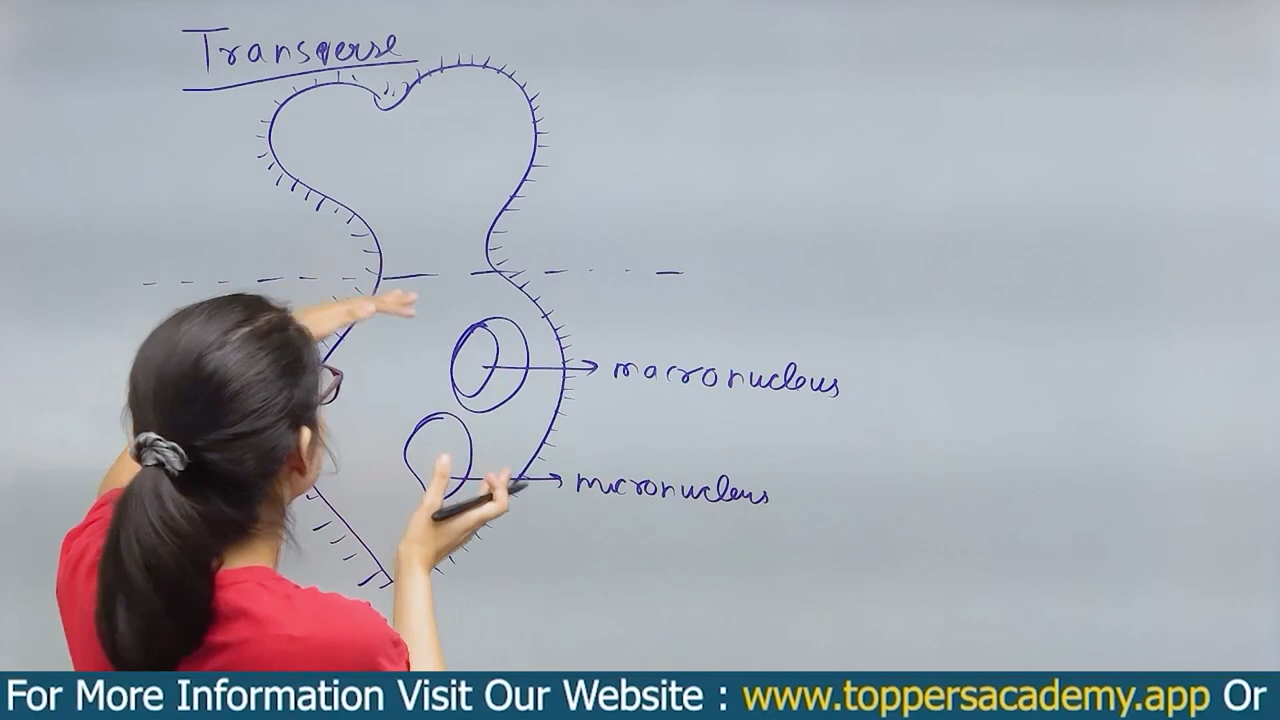 Transverse
macronucleus
micronucleus
For More Information Visit Our Website : www.toppersacademy.app Or